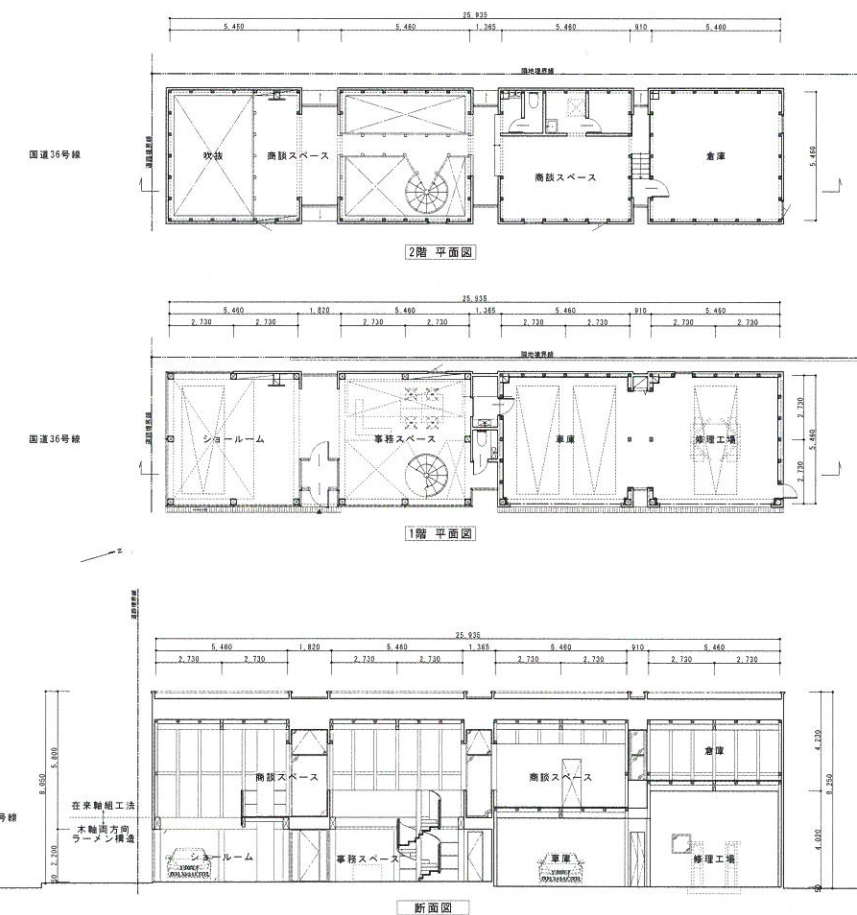 25,935
5,460 5,460 1,365 5,460 910 5,460
隣地境界線
道路境界線
国道36号線
吹抜 商談スペース 商談スペース 倉庫
5,460
2階 平面図
25,935
5,460 1,820 5,460 1,365 5,460 910 5,460
2,730 2,730 2,730 2,730 2,730 2,730 2,730 2,730
隣地境界線
道路境界線
国道36号線
ショールーム 事務スペース 車庫 修理工場
2,730
2,730
5,460
1階 平面図
z
道路境界線
25,935
5,460 1,820 5,460 1,365 5,460 910 5,460
2,730 2,730 2,730 2,730 2,730 2,730 2,730 2,730
5,800
2,200
50
4,230
4,020
50
8,250
商談スペース 商談スペース 倉庫
号線
在来軸組工法
木軸両方向
ラーメン構造
ショールーム 事務スペース 車庫 修理工場
断面図